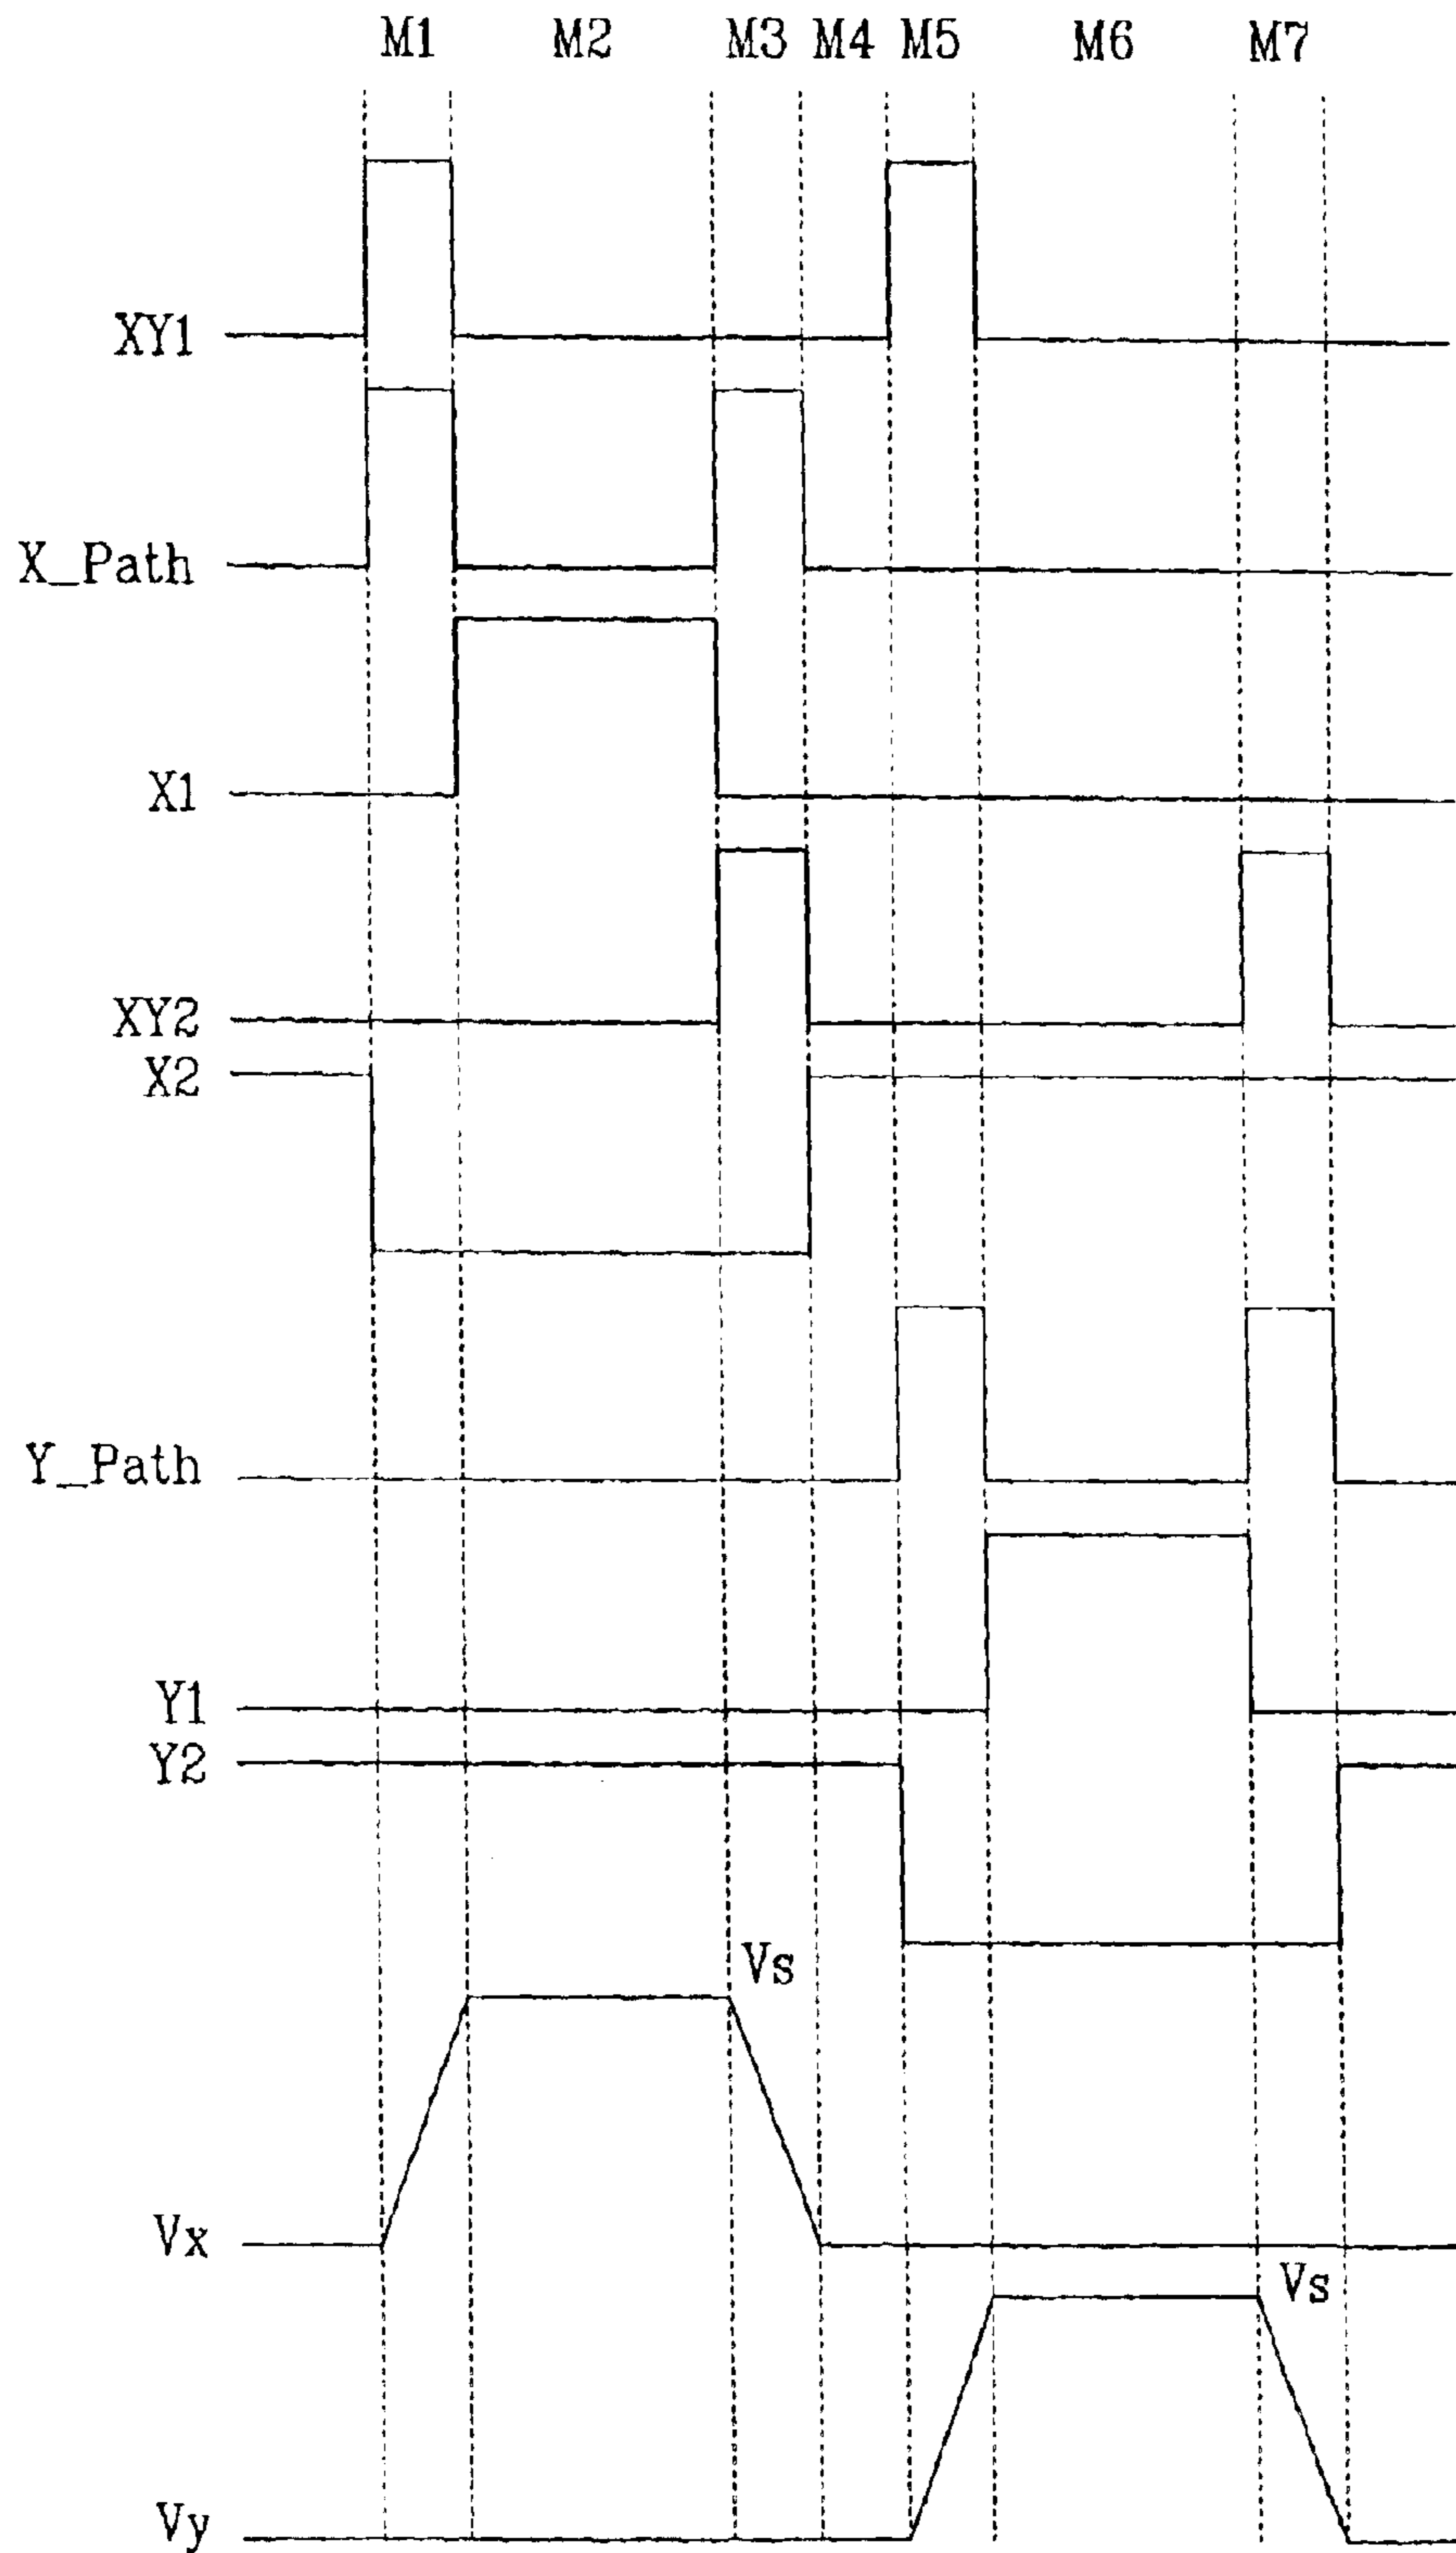 M1 M2 M3 M4 M5 M6 M7
XY1
X_Path
X1
XY2
X2
Y_Path
Y1
Y2
Vs
Vx
Vs
Vy